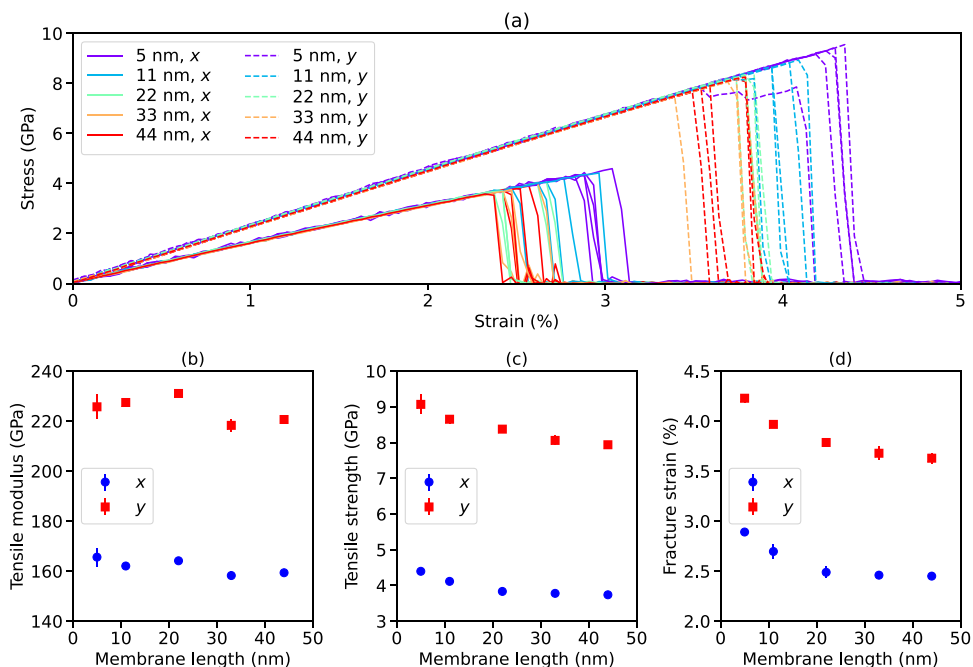 (a)
10
8
6
4
2
0
Stress (GPa)
5 nm, x
11 nm, x
22 nm, x
33 nm, x
44 nm, x
5 nm, y
11 nm, y
22 nm, y
33 nm, y
44 nm, y
0 1 2 3 4 5
Strain (%)
(b)
240
220
200
180
160
140
Tensile modulus (GPa)
x
y
0 10 20 30 40 50
Membrane length (nm)
(c)
10
9
8
7
6
5
4
3
Tensile strength (GPa)
x
y
0 10 20 30 40 50
Membrane length (nm)
(d)
4.5
4.0
3.5
3.0
2.5
2.0
Fracture strain (%)
x
y
0 10 20 30 40 50
Membrane length (nm)